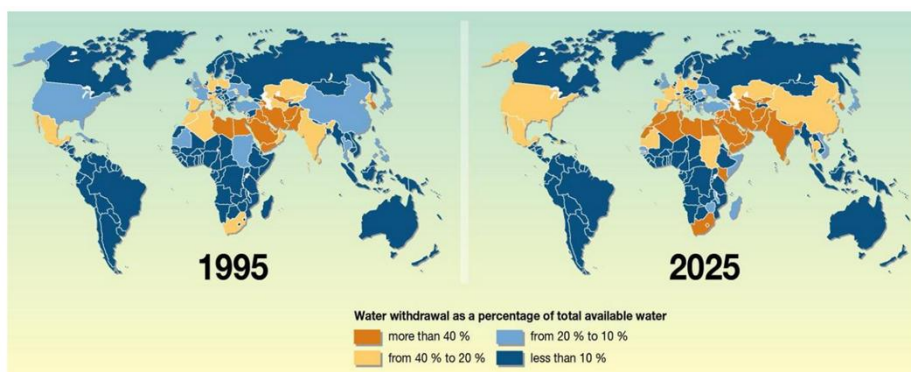 1995
2025
Water withdrawal as a percentage of total available water
more than 40 %
from 20 % to 10 %
from 40 % to 20 %
less than 10 %